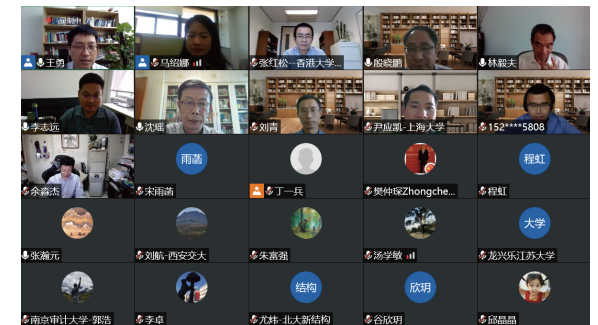 录制中
王勇
马绍娜
张红松--香港大学...
殷晓鹏
林毅夫
李志远
沈瑶
刘青
尹应凯-上海大学
152****5808
余淼杰
雨菡
宋雨菡
丁一兵
樊仲琛Zhongche...
程虹
程虹
张瀚元
刘航-西安交大
朱富强
汤学敏
大学
龙兴乐江苏大学
南京审计大学-郭浩
李卓
结构
尤炜-北大新结构
欣玥
谷欣玥
邱晶晶